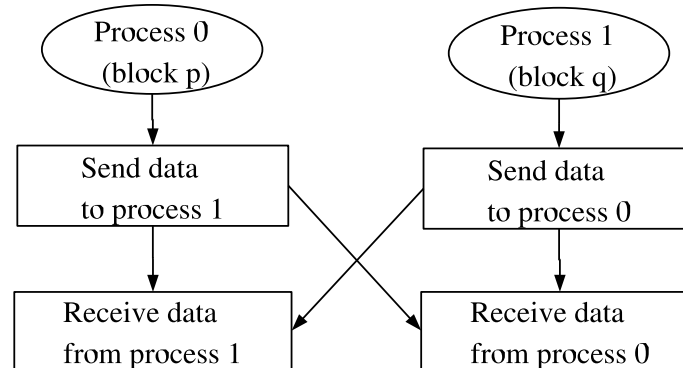 Process 0
(block p)
Process 1
(block q)
Send data
to process 1
Send data
to process 0
Receive data
from process 1
Receive data
from process 0